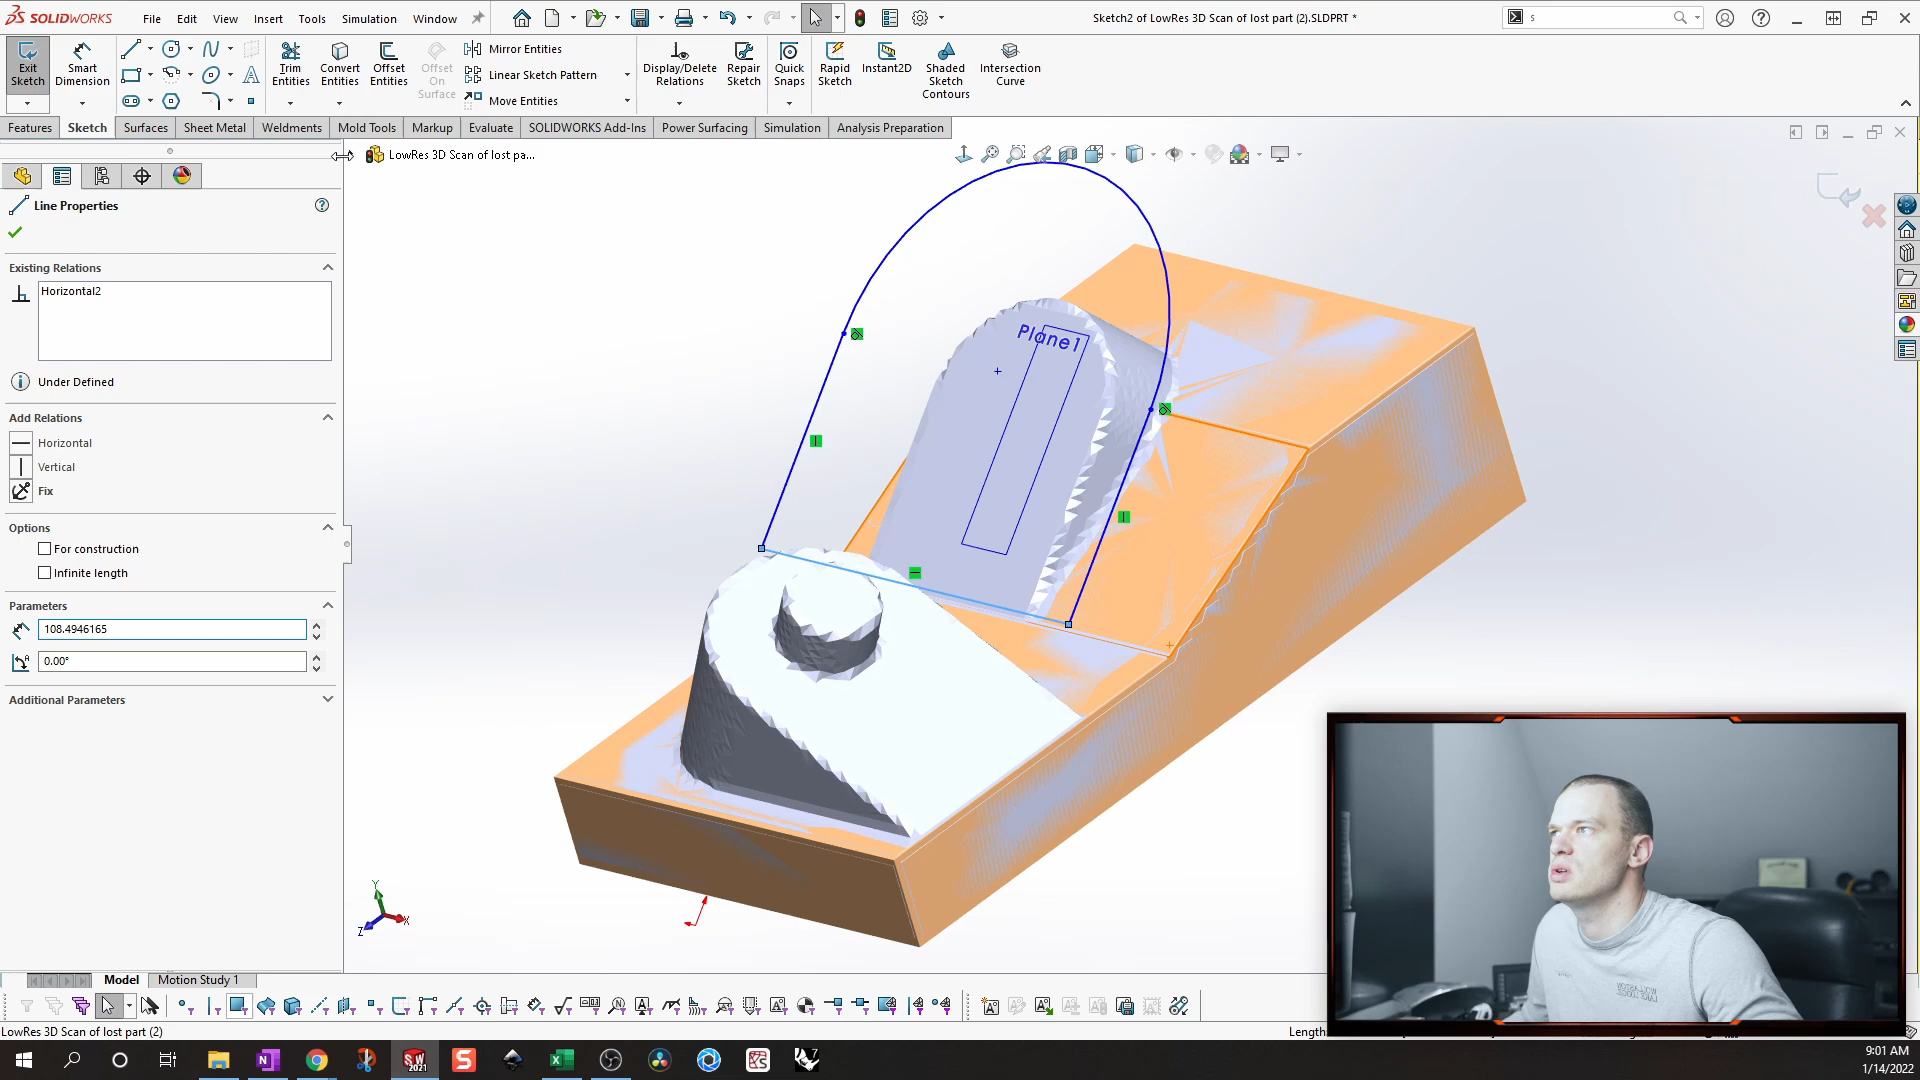 SOLIDWORKS
File Edit View Insert Tools Simulation Window
Sketch2 of LowRes 3D Scan of lost part (2).SLDPRT *
s
Exit Sketch
Smart Dimension
Trim Entities
Convert Entities
Offset Entities
Offset On Surface
Mirror Entities
Linear Sketch Pattern
Move Entities
Display/Delete Relations
Repair Sketch
Quick Snaps
Rapid Sketch
Instant2D
Shaded Sketch Contours
Intersection Curve
Features Sketch Surfaces Sheet Metal Weldments Mold Tools Markup Evaluate SOLIDWORKS Add-Ins Power Surfacing Simulation Analysis Preparation
LowRes 3D Scan of lost pa...
Line Properties
Existing Relations
Horizontal2
Under Defined
Add Relations
Horizontal
Vertical
Fix
Options
For construction
Infinite length
Parameters
108.4946165
0.00°
Additional Parameters
Plane1
Y
X
Z
Model Motion Study 1
LowRes 3D Scan of lost part (2)
Length
SW 2021
9:01 AM
1/14/2022